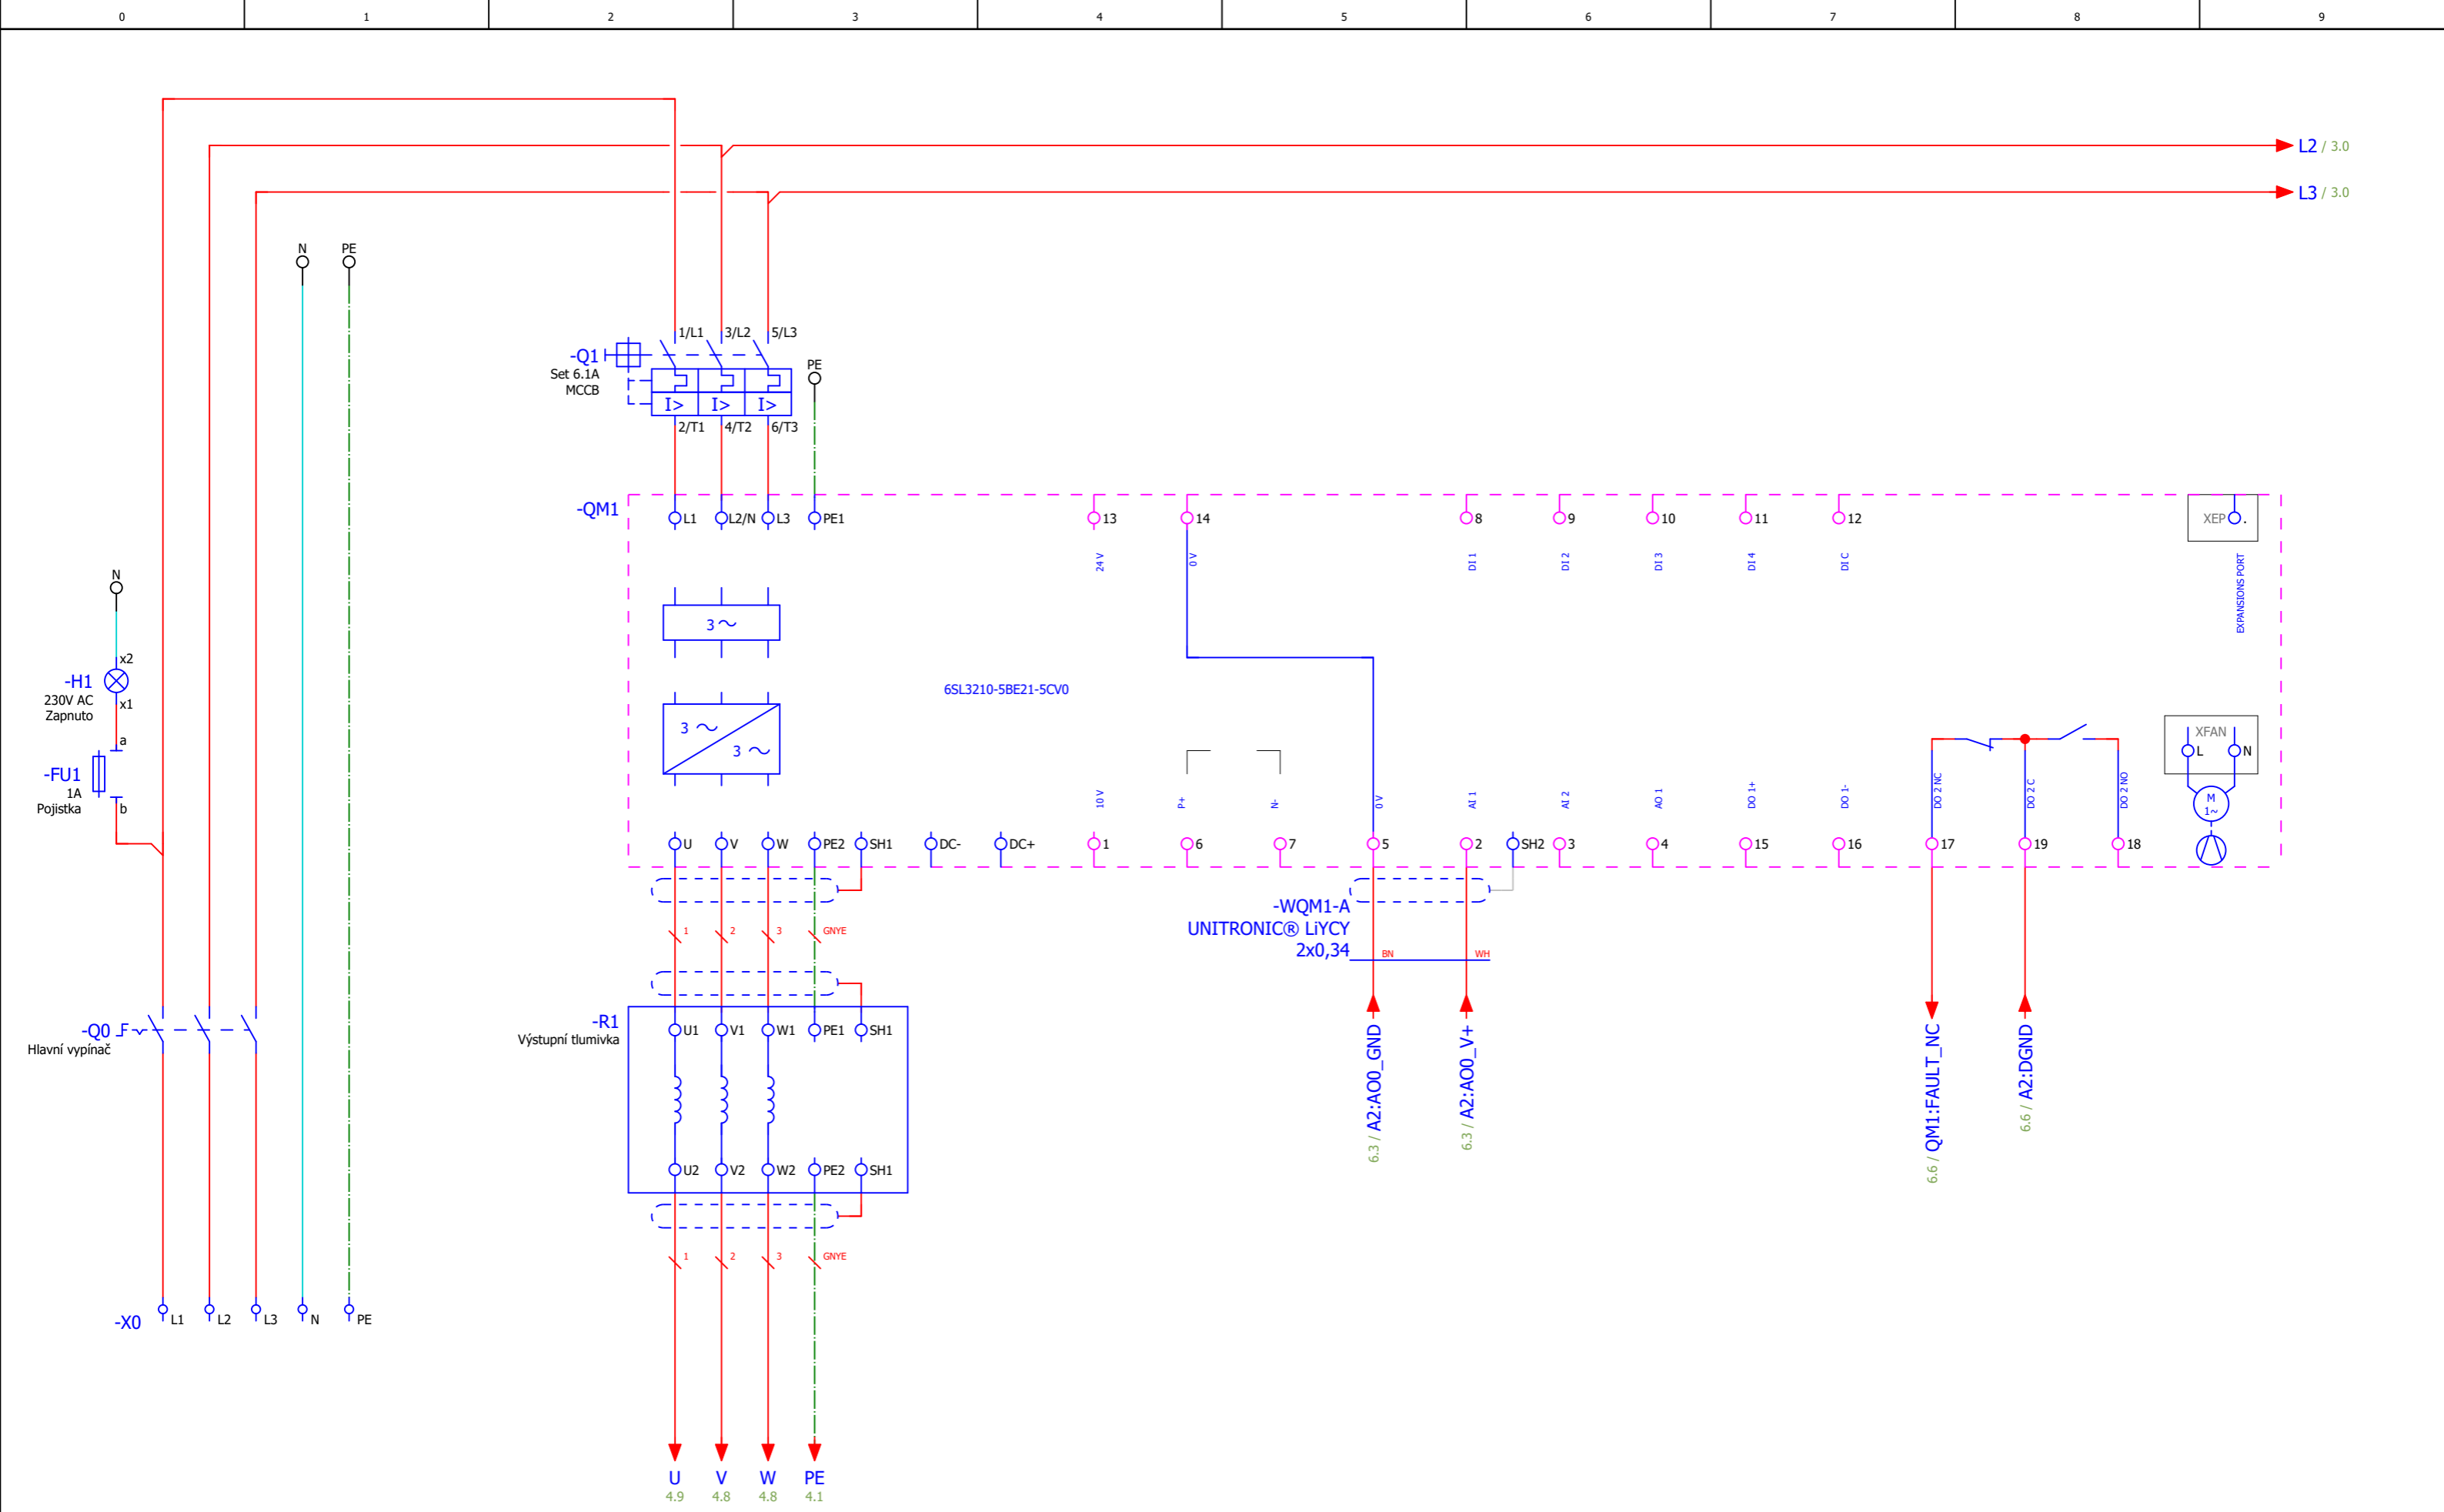 0 1 2 3 4 5 6 7 8 9
L2 / 3.0
L3 / 3.0
N PE
1/L1 3/L2 5/L3
-Q1
Set 6.1A
MCCB
PE
I> I> I>
2/T1 4/T2 6/T3
-QM1
L1 L2/N L3 PE1 13 14 8 9 10 11 12 XEP .
24 V 0 V DI 1 DI 2 DI 3 DI 4 DI C EXPANSIONS PORT
N
3
x2
-H1
230V AC
Zapnuto
x1
6SL3210-5BE21-5CV0
3
3
a
-FU1
1A
Pojistka
b
XFAN
L N
M
1~
10 V P+ N- 0 V AI 1 AI 2 AO 1 DO 1+ DO 1- DO 2 NC DO 2 C DO 2 NO
U V W PE2 SH1 DC- DC+ 1 6 7 5 2 SH2 3 4 15 16 17 19 18
-WQM1-A
UNITRONIC® LiYCY
2x0,34
BN WH
1 2 3 GNYE
-Q0
Hlavní vypínač
-R1
Výstupní tlumivka
U1 V1 W1 PE1 SH1
6.3 / A2:AO0_GND
6.3 / A2:AO0_V+
6.6 / QM1:FAULT_NC
6.6 / A2:DGND
U2 V2 W2 PE2 SH1
1 2 3 GNYE
-X0
L1 L2 L3 N PE
U V W PE
4.9 4.8 4.8 4.1